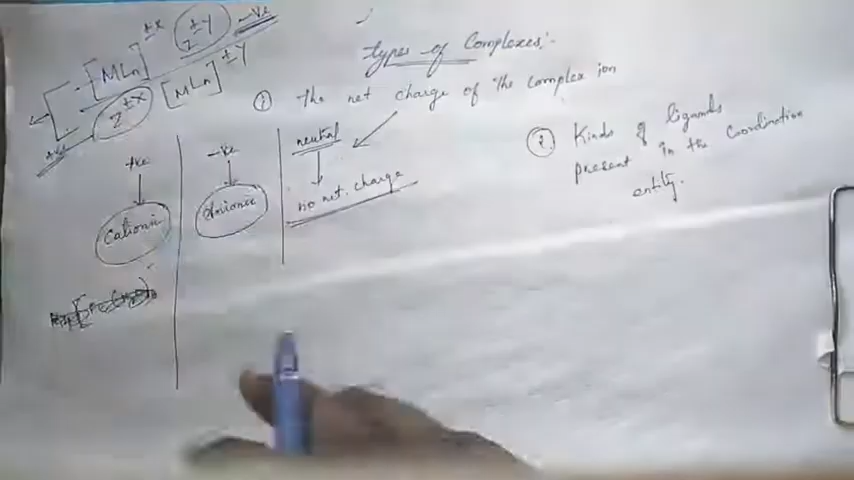 [MLn]±x Z±Y -ve
Z±x [MLn]±Y
+ve
types of Complexes:-
① The net charge of the complex ion
+ve -ve neutral
Cationic Anionic no net charge
② Kinds of ligands
present in the coordination
entity.